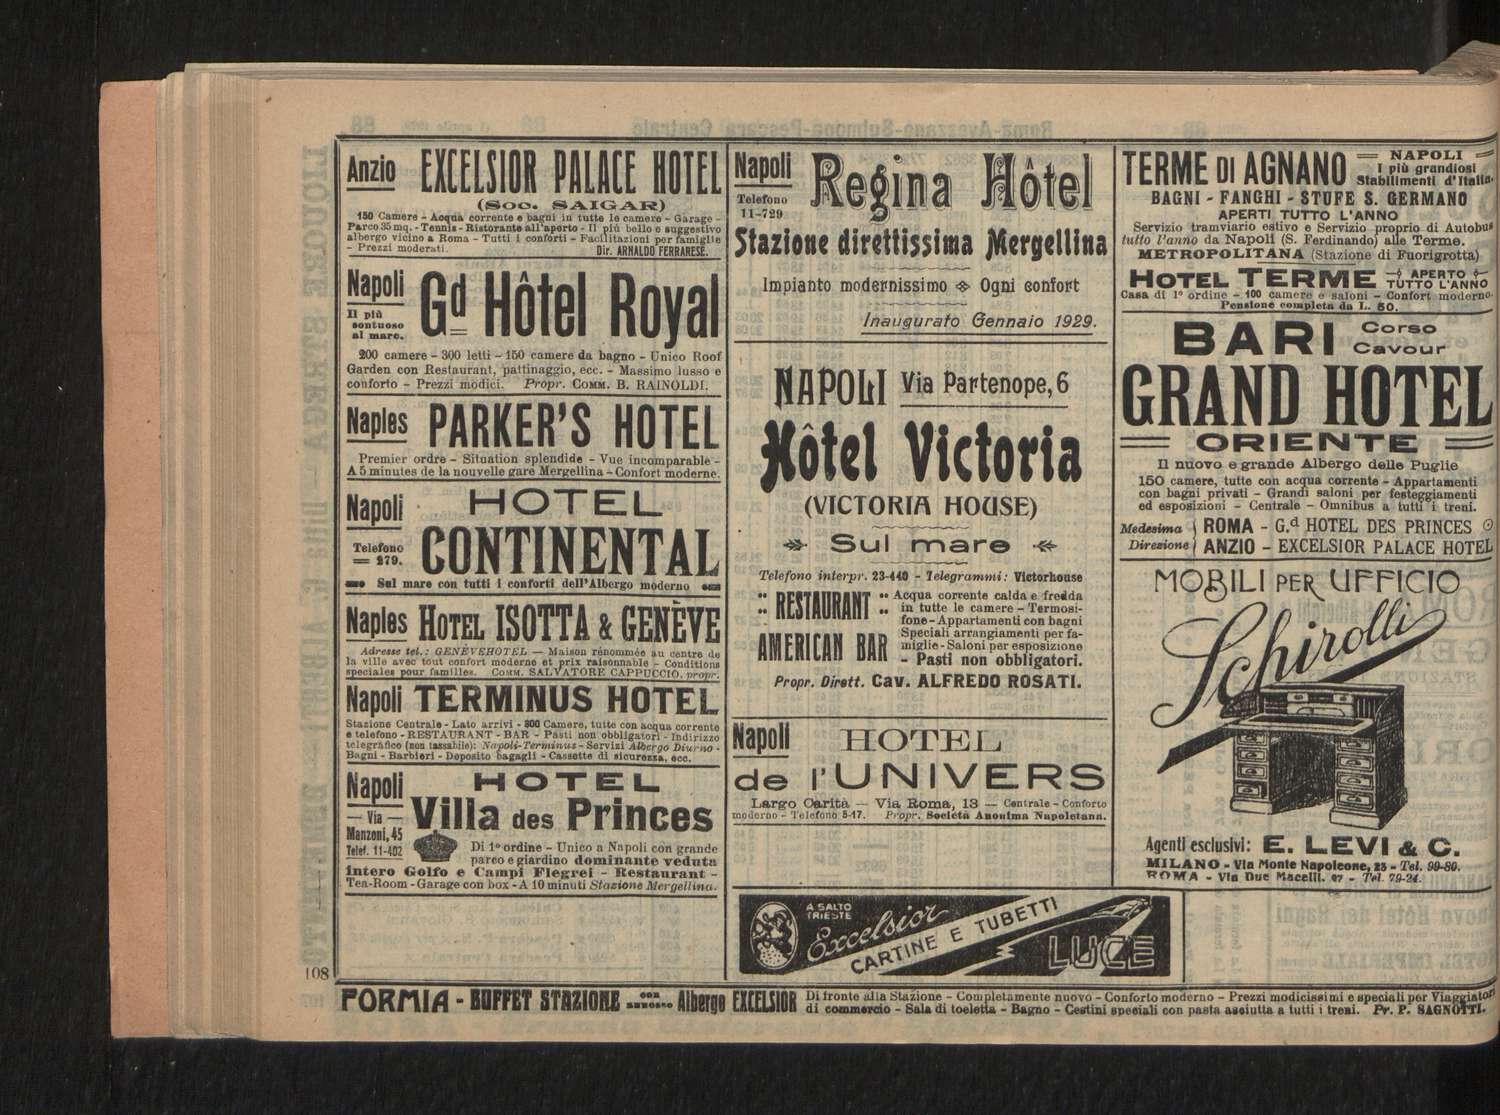 Anzio EXCELSIOR PALACE HOTEL
(Soc. SAIGAR)
150 Camere - Acqua corrente e bagni in tutte le camere - Garage -
Parco 35 mq. - Tennis - Ristorante all'aperto - Il più bello e suggestivo
albergo vicino a Roma - Tutti i conforti - Facilitazioni per famiglie
- Prezzi moderati.
Dir. ARNALDO FERRARESE.
Napoli
Il più
sontuoso
al mare.
Gd Hôtel Royal
200 camere - 300 letti - 150 camere da bagno - Unico Roof
Garden con Restaurant, pattinaggio, ecc. - Massimo lusso e
conforto - Prezzi modici. Propr. COMM. B. RAINOLDI.
Naples PARKER'S HOTEL
Premier ordre - Situation splendide - Vue incomparable -
A 5 minutes de la nouvelle gare Mergellina - Confort moderne.
Napoli
Telefono
279.
HOTEL
CONTINENTAL
Sul mare con tutti i conforti dell'Albergo moderno
Naples HOTEL ISOTTA & GENÈVE
Adresse tel.: GENÈVEHOTEL — Maison rénommée au centre de
la ville avec tout confort moderne et prix raisonnable - Conditions
speciales pour familles. COMM. SALVATORE CAPPUCCIO, propr.
Napoli TERMINUS HOTEL
Stazione Centrale - Lato arrivi - 300 Camere, tutte con acqua corrente
e telefono - RESTAURANT - BAR - Pasti non obbligatori - Indirizzo
telegráfico (non tassabile): Napoli-Terminus - Servizi Albergo Diurno -
Bagni - Barbieri - Deposito bagagli - Cassette di sicurezza, ecc.
Napoli
— Via —
Manzoni, 45
Telef. 11-402
HOTEL
Villa des Princes
Di 1º ordine - Unico a Napoli con grande
parco e giardino dominante veduta
intero Golfo e Campi Flegrei - Restaurant -
Tea-Room - Garage con box - A 10 minuti Stazione Mergellina.
108
Napoli
Telefono
11-729
Regina Hôtel
Stazione direttissima Mergellina
Impianto modernissimo Ogni confort
Inaugurato Gennaio 1929.
NAPOLI Via Partenope, 6
Hôtel Victoria
(VICTORIA HOUSE)
Sul mare
Telefono interpr. 23-440 - Telegrammi: Victorhouse
RESTAURANT
AMERICAN BAR
Acqua corrente calda e fredda
in tutte le camere - Termosi-
fone - Appartamenti con bagni
Speciali arrangiamenti per fa-
miglie - Saloni per esposizione
- Pasti non obbligatori.
Propr. Dirett. Cav. ALFREDO ROSATI.
Napoli HOTEL
de l'UNIVERS
Largo Carità — Via Roma, 13 — Centrale - Conforto
moderno - Telefono 5-17. Propr. Società Anonima Napoletana.
A SALTO
TRIESTE
Excelsior
CARTINE E TUBETTI
LUCE
TERME DI AGNANO
NAPOLI
I più grandiosi
Stabilimenti d'Italia.
BAGNI - FANGHI - STUFE S. GERMANO
APERTI TUTTO L'ANNO
Servizio tramviario estivo e Servizio proprio di Autobus
tutto l'anno da Napoli (S. Ferdinando) alle Terme.
METROPOLITANA (Stazione di Fuorigrotta)
HOTEL TERME APERTO
TUTTO L'ANNO
Casa di 1º ordine - 100 camere e saloni - Confort moderno.
Pensione completa da L. 50.
BARI Corso
Cavour
GRAND HOTEL
ORIENTE
Il nuovo e grande Albergo delle Puglie
150 camere, tutte con acqua corrente - Appartamenti
con bagni privati - Grandi saloni per festeggiamenti
ed esposizioni - Centrale - Omnibus a tutti i treni.
Medesima
Direzione
ROMA - G.d HOTEL DES PRINCES
ANZIO - EXCELSIOR PALACE HOTEL
MOBILI PER UFFICIO
Schirolli
Agenti esclusivi: E. LEVI & C.
MILANO - Via Monte Napoleone, 23 - Tel. 99-80.
ROMA - Via Due Macelli, 97 - Tel. 79-24.
FORMIA - BUFFET STAZIONE con
annesso Albergo EXCELSIOR
Di fronte alla Stazione - Completamente nuovo - Conforto moderno - Prezzi modicissimi e speciali per Viaggiatori
di commercio - Sala di toeletta - Bagno - Cestini speciali con pasta asciutta a tutti i treni. Pr. P. SAGNOTTI.